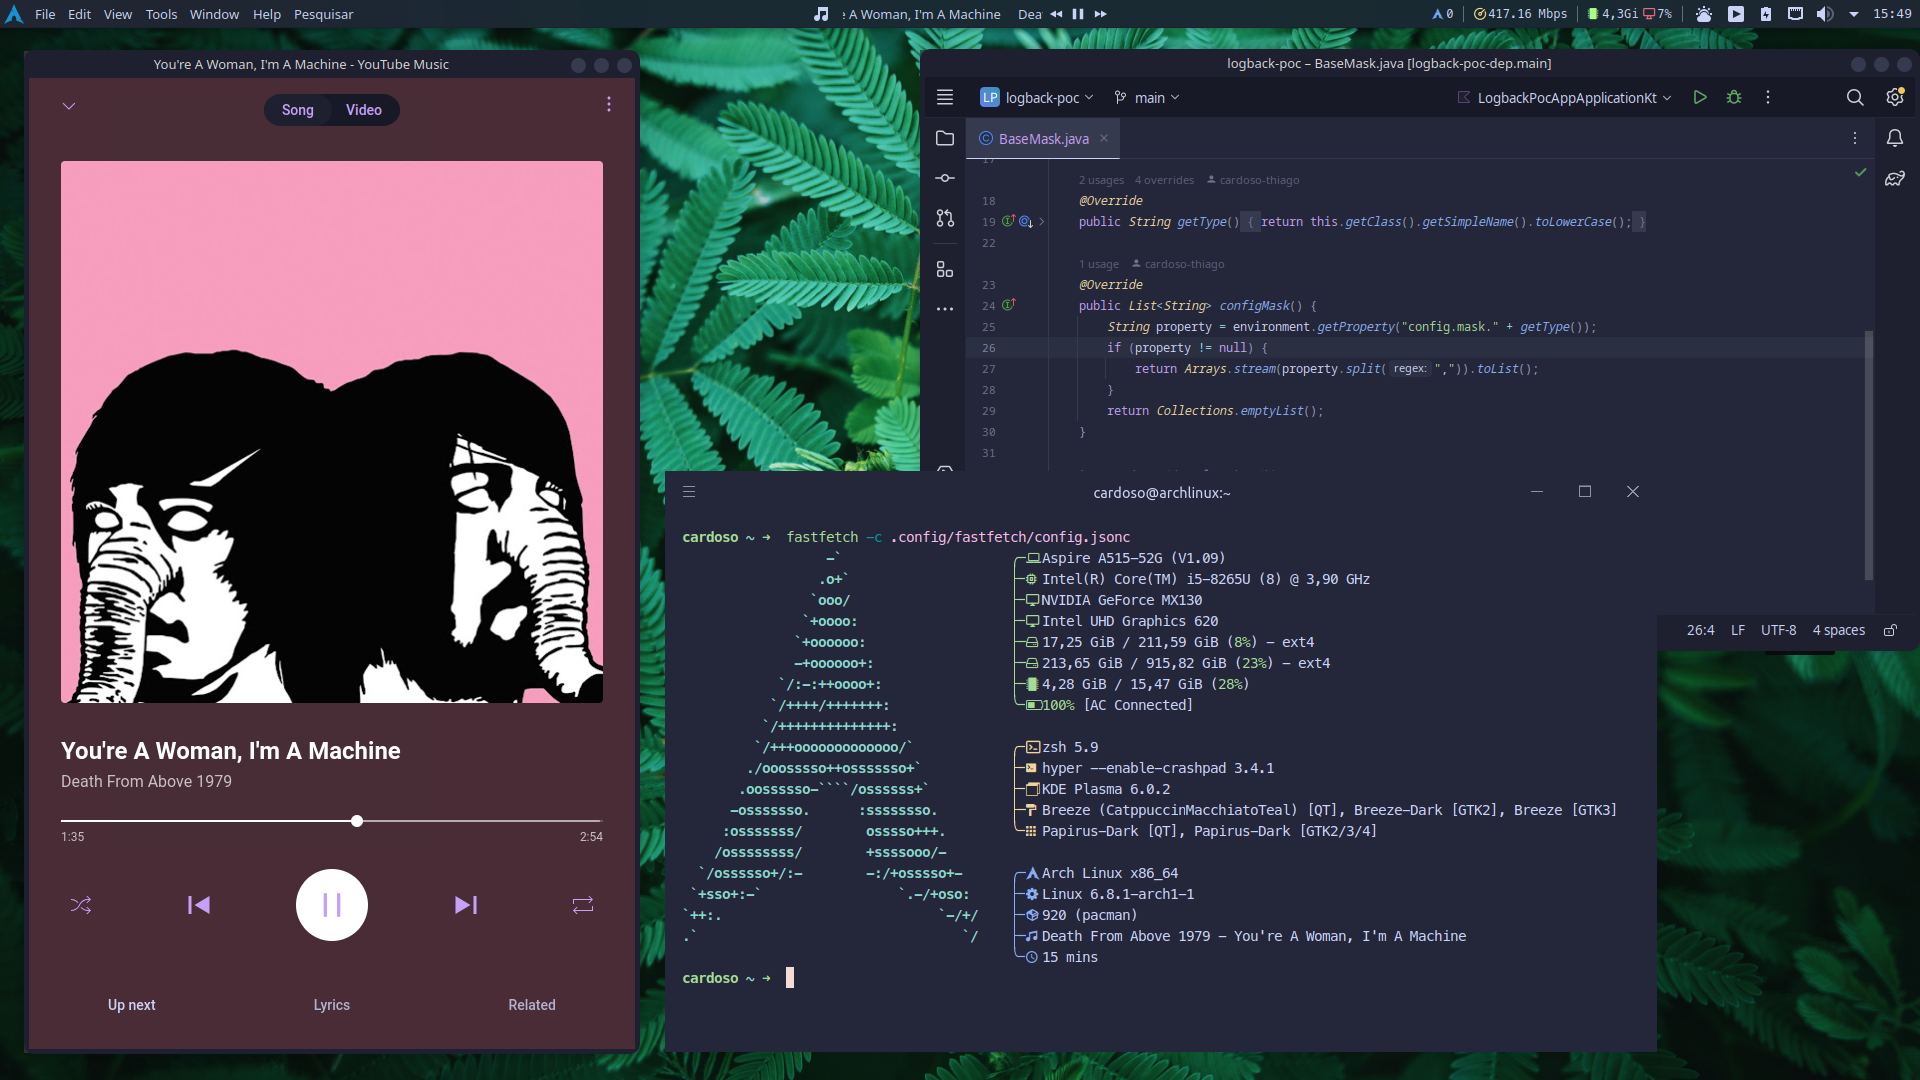 File Edit View Tools Window Help Pesquisar
: A Woman, I'm A Machine Dea
0 417.16 Mbps 4,3Gi 7% 15:49
You're A Woman, I'm A Machine - YouTube Music
Song Video
You're A Woman, I'm A Machine
Death From Above 1979
1:35 2:54
Up next Lyrics Related
logback-poc – BaseMask.java [logback-poc-dep.main]
LP logback-poc main LogbackPocAppApplicationKt
BaseMask.java
17
2 usages 4 overrides cardoso-thiago
18 @Override
19 public String getType() { return this.getClass().getSimpleName().toLowerCase(); }
22
1 usage cardoso-thiago
23 @Override
24 public List<String> configMask() {
25 String property = environment.getProperty("config.mask." + getType());
26 if (property != null) {
27 return Arrays.stream(property.split( regex: ",")).toList();
28 }
29 return Collections.emptyList();
30 }
31
26:4 LF UTF-8 4 spaces
cardoso@archlinux:~
cardoso ~ ➜ fastfetch -c .config/fastfetch/config.jsonc
-`
.o+`
`ooo/
`+oooo:
`+oooooo:
-+oooooo+:
`/:-:++oooo+:
`/++++/+++++++:
`/++++++++++++++:
`/+++ooooooooooooo/`
./ooosssso++osssssso+`
.oossssso-````/ossssss+`
-osssssso. :ssssssso.
:osssssss/ osssso+++.
/ossssssss/ +ssssooo/-
`/ossssso+/:- -:/+osssso+-
`+sso+:-` `.-/+oso:
`++:. `-/+/
.` `/
Aspire A515-52G (V1.09)
Intel(R) Core(TM) i5-8265U (8) @ 3,90 GHz
NVIDIA GeForce MX130
Intel UHD Graphics 620
17,25 GiB / 211,59 GiB (8%) - ext4
213,65 GiB / 915,82 GiB (23%) - ext4
4,28 GiB / 15,47 GiB (28%)
100% [AC Connected]
zsh 5.9
hyper --enable-crashpad 3.4.1
KDE Plasma 6.0.2
Breeze (CatppuccinMacchiatoTeal) [QT], Breeze-Dark [GTK2], Breeze [GTK3]
Papirus-Dark [QT], Papirus-Dark [GTK2/3/4]
Arch Linux x86_64
Linux 6.8.1-arch1-1
920 (pacman)
Death From Above 1979 - You're A Woman, I'm A Machine
15 mins
cardoso ~ ➜